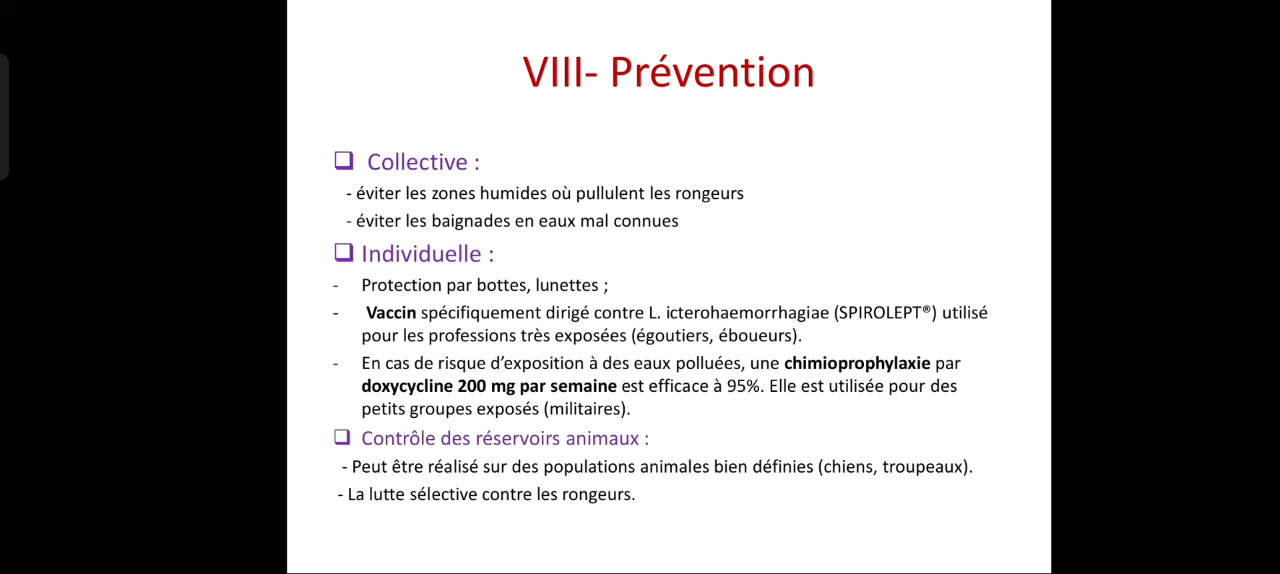 VIII- Prévention
❑ Collective :
- éviter les zones humides où pullulent les rongeurs
- éviter les baignades en eaux mal connues
❑ Individuelle :
- Protection par bottes, lunettes ;
- Vaccin spécifiquement dirigé contre L. icterohaemorrhagiae (SPIROLEPT®) utilisé
pour les professions très exposées (égoutiers, éboueurs).
- En cas de risque d’exposition à des eaux polluées, une chimioprophylaxie par
doxycycline 200 mg par semaine est efficace à 95%. Elle est utilisée pour des
petits groupes exposés (militaires).
❑ Contrôle des réservoirs animaux :
- Peut être réalisé sur des populations animales bien définies (chiens, troupeaux).
- La lutte sélective contre les rongeurs.